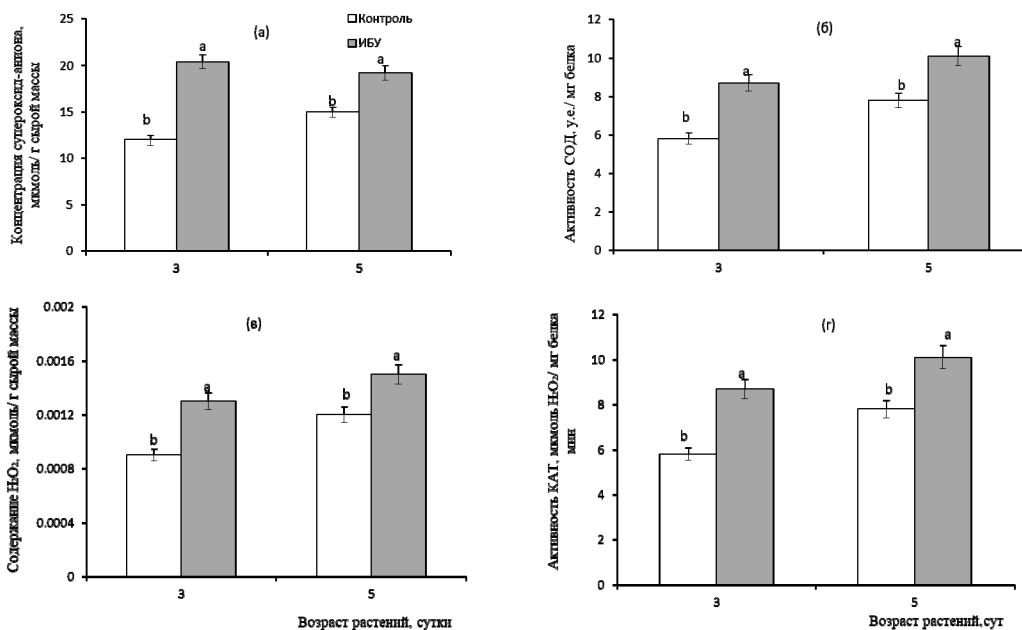 Концентрация супероксид-аниона,
мкмоль/ г сырой массы
25
20
15
10
5
0
(а)
Контроль
ИБУ
b
a
b
a
3
5
Активность СОД, у.е./ мг белка
12
10
8
6
4
2
0
(б)
b
a
b
a
3
5
Содержание H₂O₂, мкмоль/ г сырой массы
0.002
0.0016
0.0012
0.0008
0.0004
0
(в)
b
a
b
a
3
5
Возраст растений, сутки
Активность КАТ, мкмоль H₂O₂/ мг белка
мин
12
10
8
6
4
2
0
(г)
b
a
b
a
3
5
Возраст растений,сут